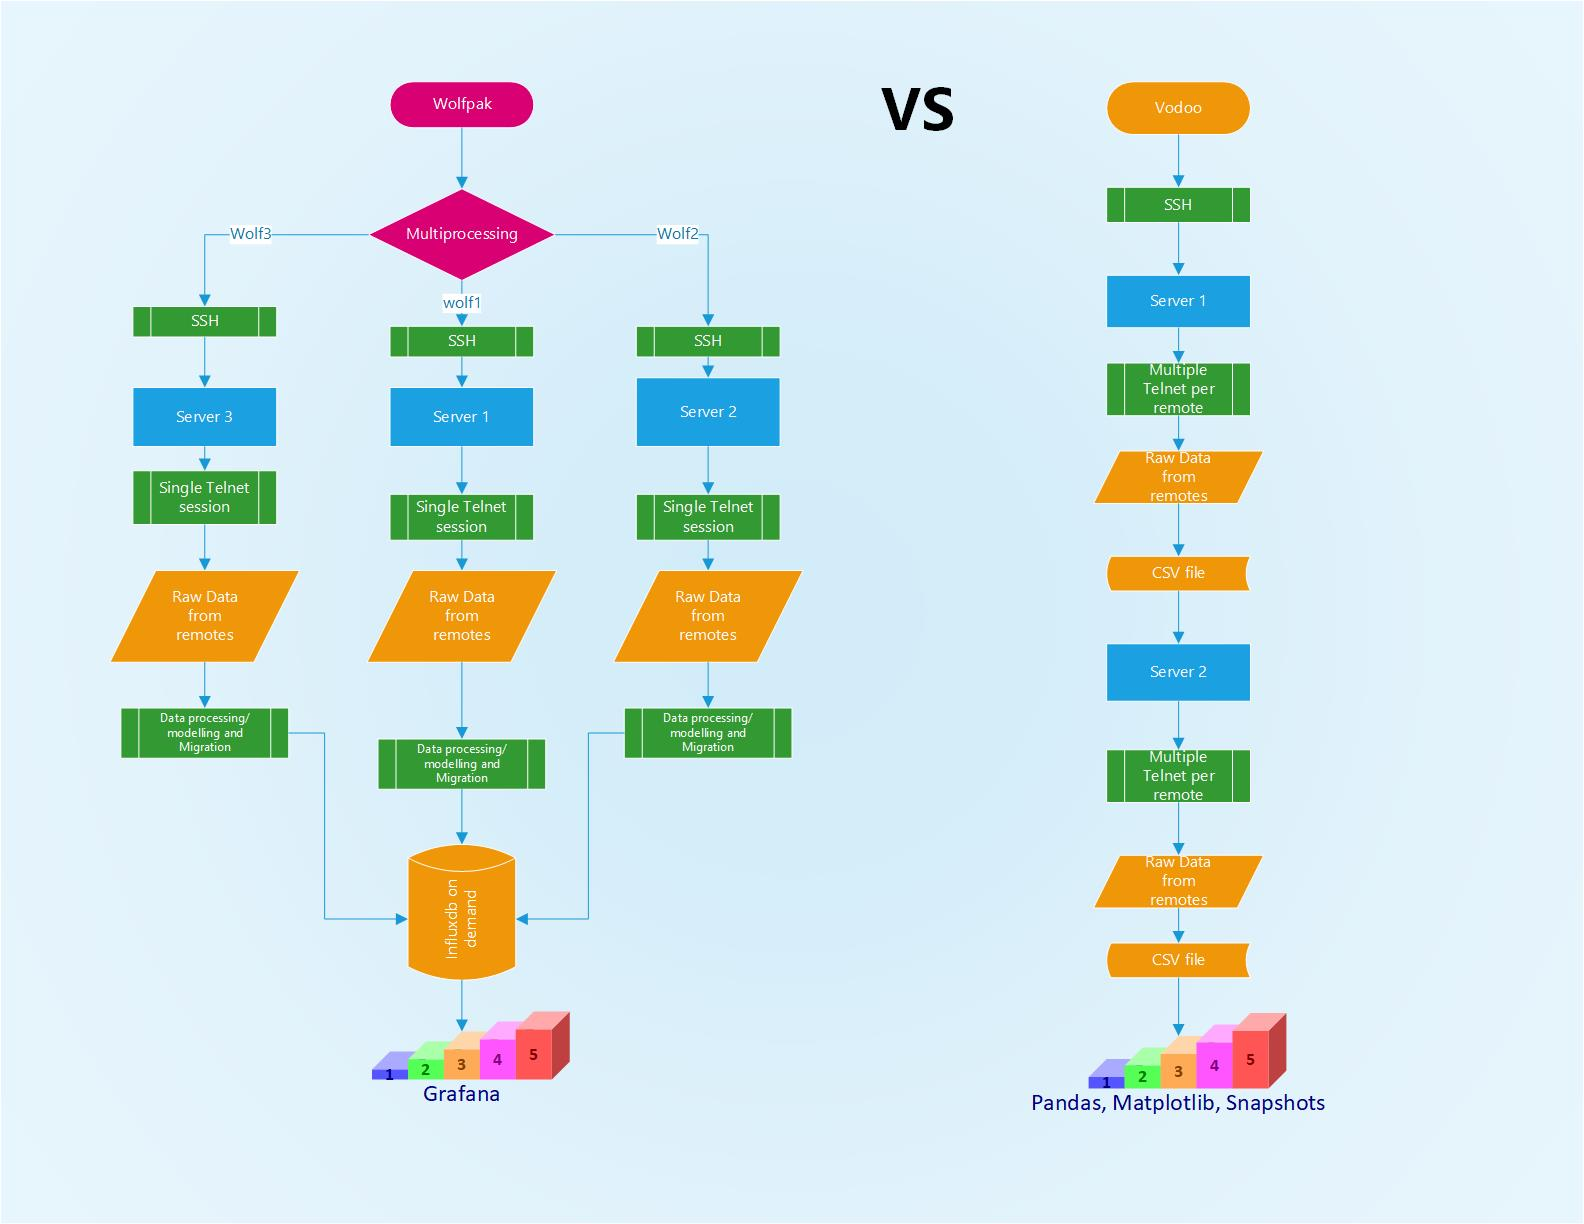 Wolfpak
VS
Vodoo
Multiprocessing
Wolf3
wolf1
Wolf2
SSH
Server 3
Single Telnet
session
Raw Data
from
remotes
Data processing/
modelling and
Migration
SSH
Server 1
Single Telnet
session
Raw Data
from
remotes
Data processing/
modelling and
Migration
SSH
Server 2
Single Telnet
session
Raw Data
from
remotes
Data processing/
modelling and
Migration
Influxdb on
demand
1
2
3
4
5
Grafana
SSH
Server 1
Multiple
Telnet per
remote
Raw Data
from
remotes
CSV file
Server 2
Multiple
Telnet per
remote
Raw Data
from
remotes
CSV file
1
2
3
4
5
Pandas, Matplotlib, Snapshots